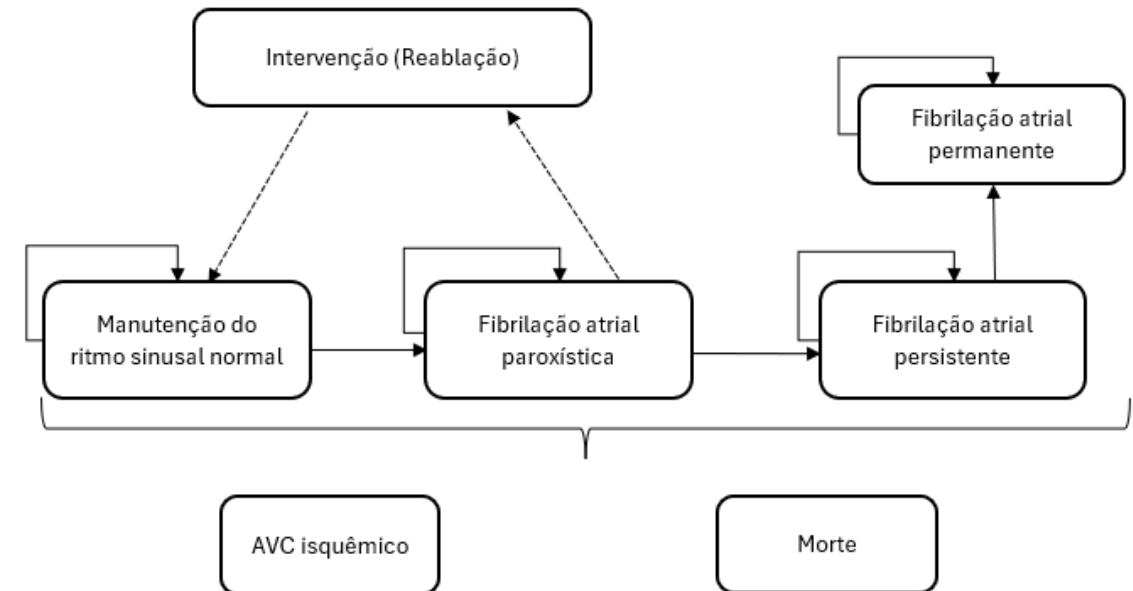 Intervenção (Reablação)
Fibrilação atrial
permanente
Manutenção do
ritmo sinusal normal
Fibrilação atrial
paroxística
Fibrilação atrial
persistente
AVC isquêmico
Morte